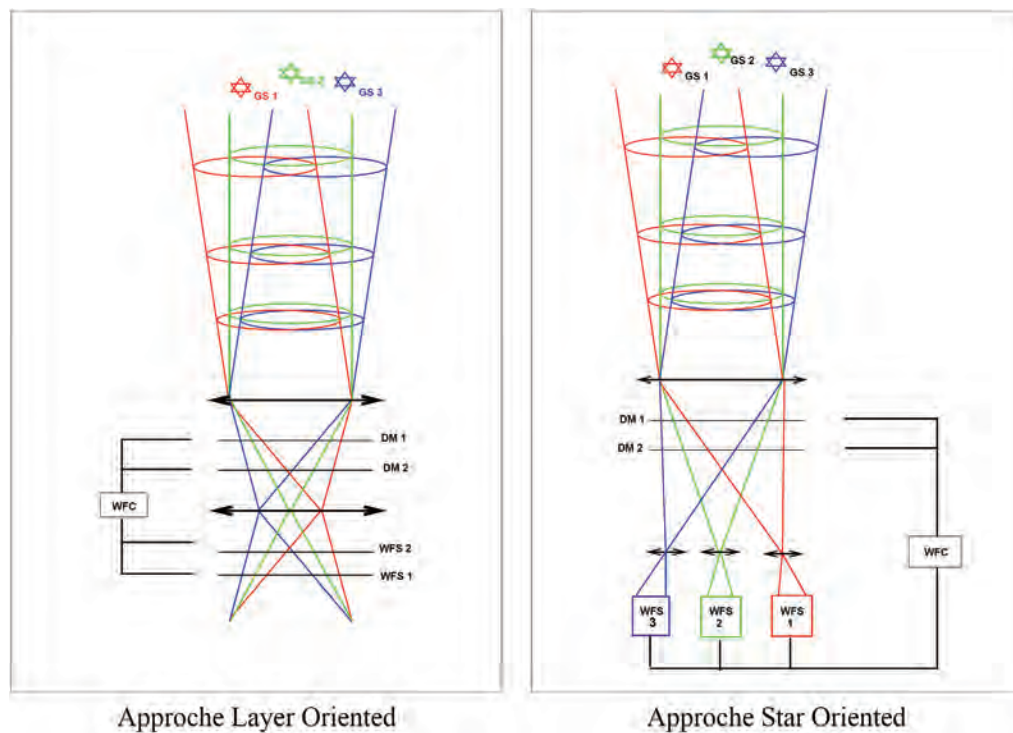 GS 1
GS 2
GS 3
DM 1
DM 2
WFC
WFS 2
WFS 1
Approche Layer Oriented
GS 1
GS 2
GS 3
DM 1
DM 2
WFC
WFS
3
WFS
2
WFS
1
Approche Star Oriented